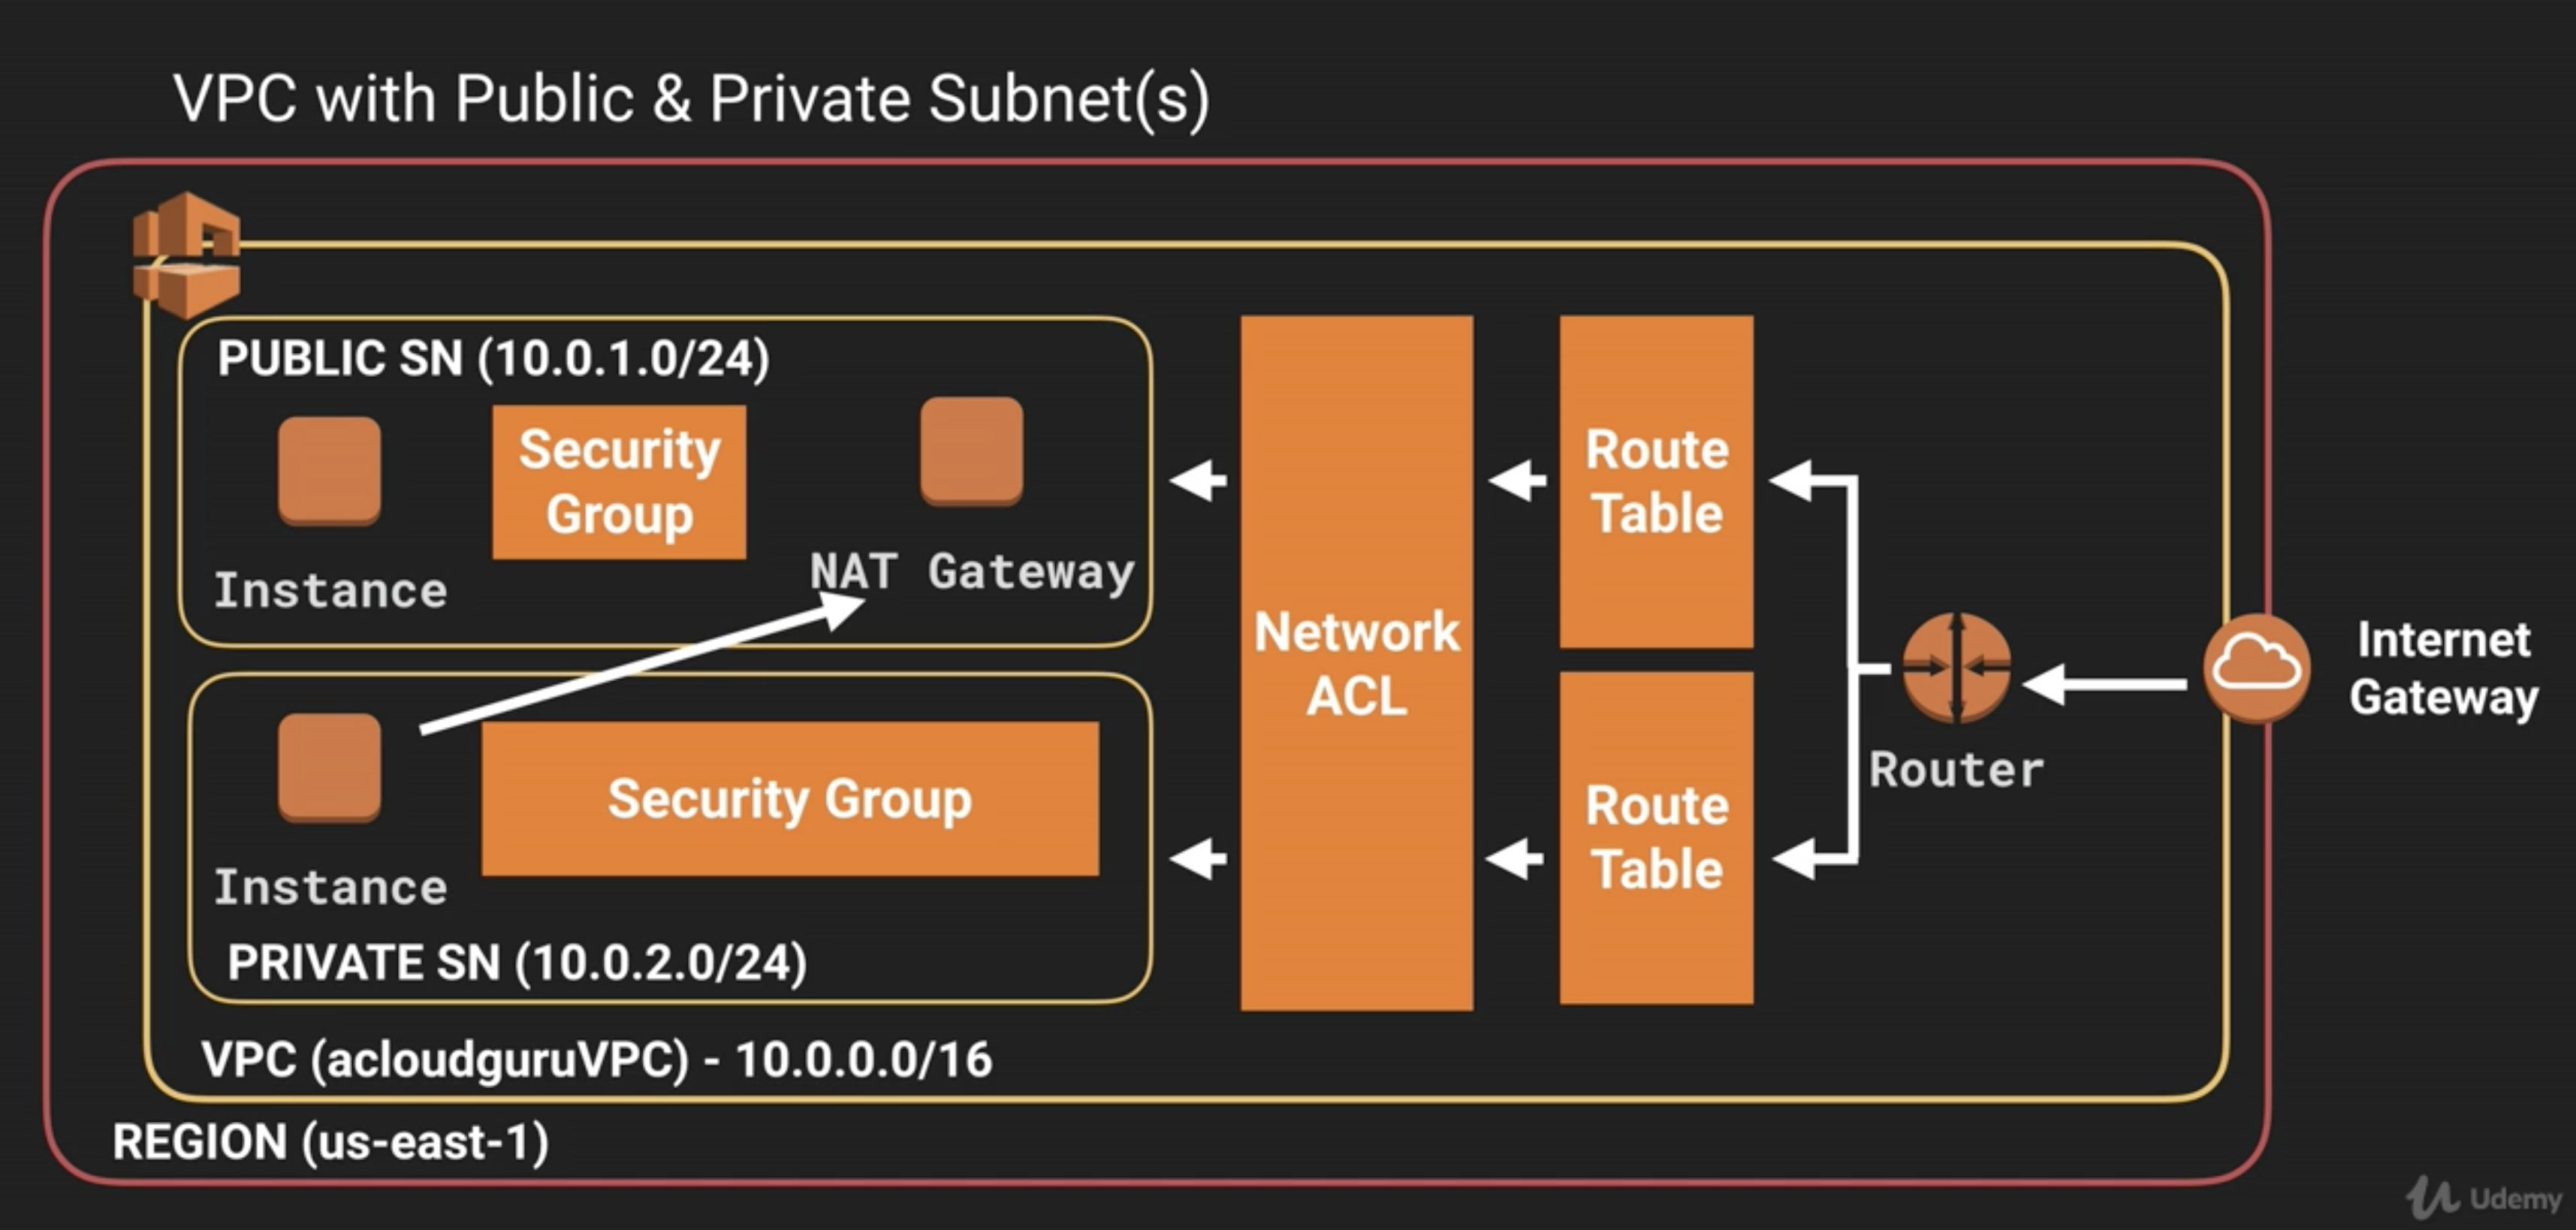 VPC with Public & Private Subnet(s)
PUBLIC SN (10.0.1.0/24)
Security
Group
Instance
NAT Gateway
Security Group
Instance
PRIVATE SN (10.0.2.0/24)
VPC (acloudguruVPC) - 10.0.0.0/16
REGION (us-east-1)
Network
ACL
Route
Table
Route
Table
Router
Internet
Gateway
Udemy